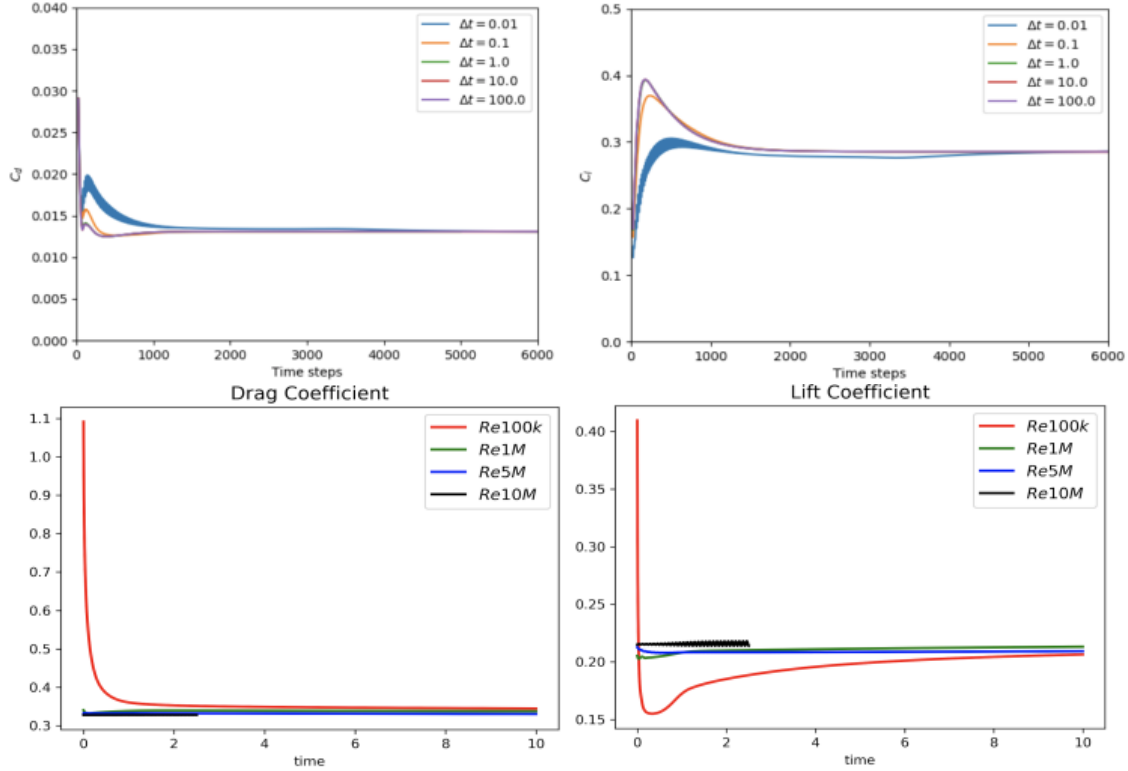 0.040
0.035
0.030
0.025
0.020
0.015
0.010
0.005
0.000
C_d
0
1000
2000
3000
4000
5000
6000
Time steps
Δt = 0.01
Δt = 0.1
Δt = 1.0
Δt = 10.0
Δt = 100.0
0.5
0.4
0.3
0.2
0.1
0.0
C_l
0
1000
2000
3000
4000
5000
6000
Time steps
Δt = 0.01
Δt = 0.1
Δt = 1.0
Δt = 10.0
Δt = 100.0
Drag Coefficient
1.1
1.0
0.9
0.8
0.7
0.6
0.5
0.4
0.3
0
2
4
6
8
10
time
Re100k
Re1M
Re5M
Re10M
Lift Coefficient
0.40
0.35
0.30
0.25
0.20
0.15
0
2
4
6
8
10
time
Re100k
Re1M
Re5M
Re10M